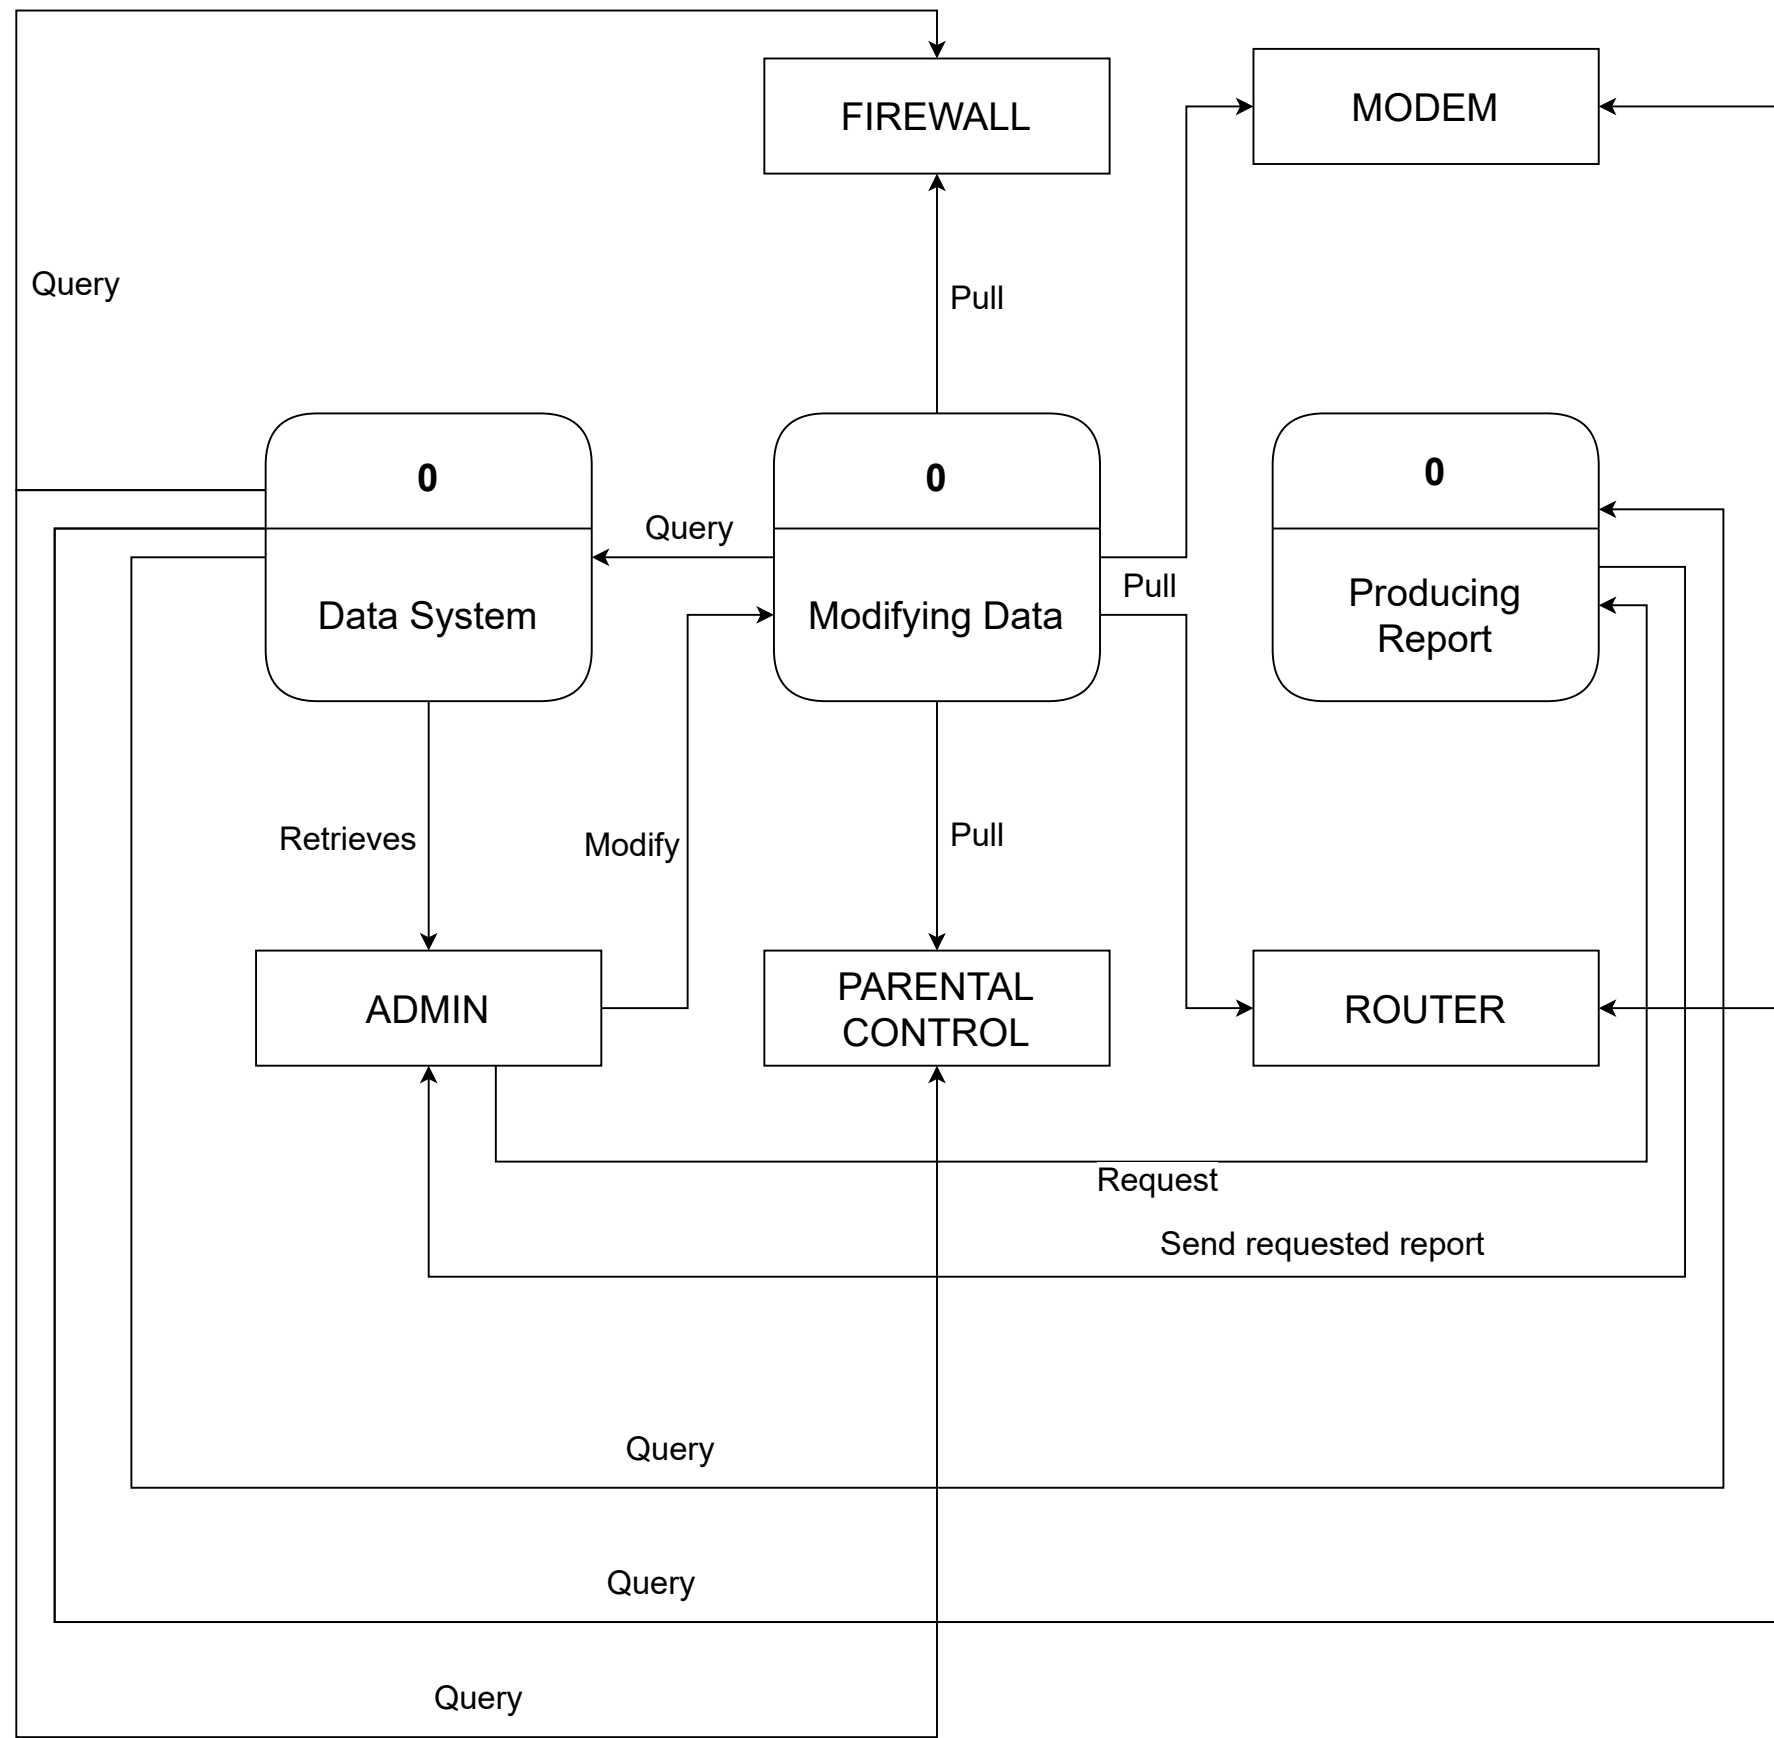 FIREWALL
MODEM
Query
Pull
0
0
0
Query
Pull
Data System
Modifying Data
Producing
Report
Retrieves
Modify
Pull
ADMIN
PARENTAL
CONTROL
ROUTER
Request
Send requested report
Query
Query
Query